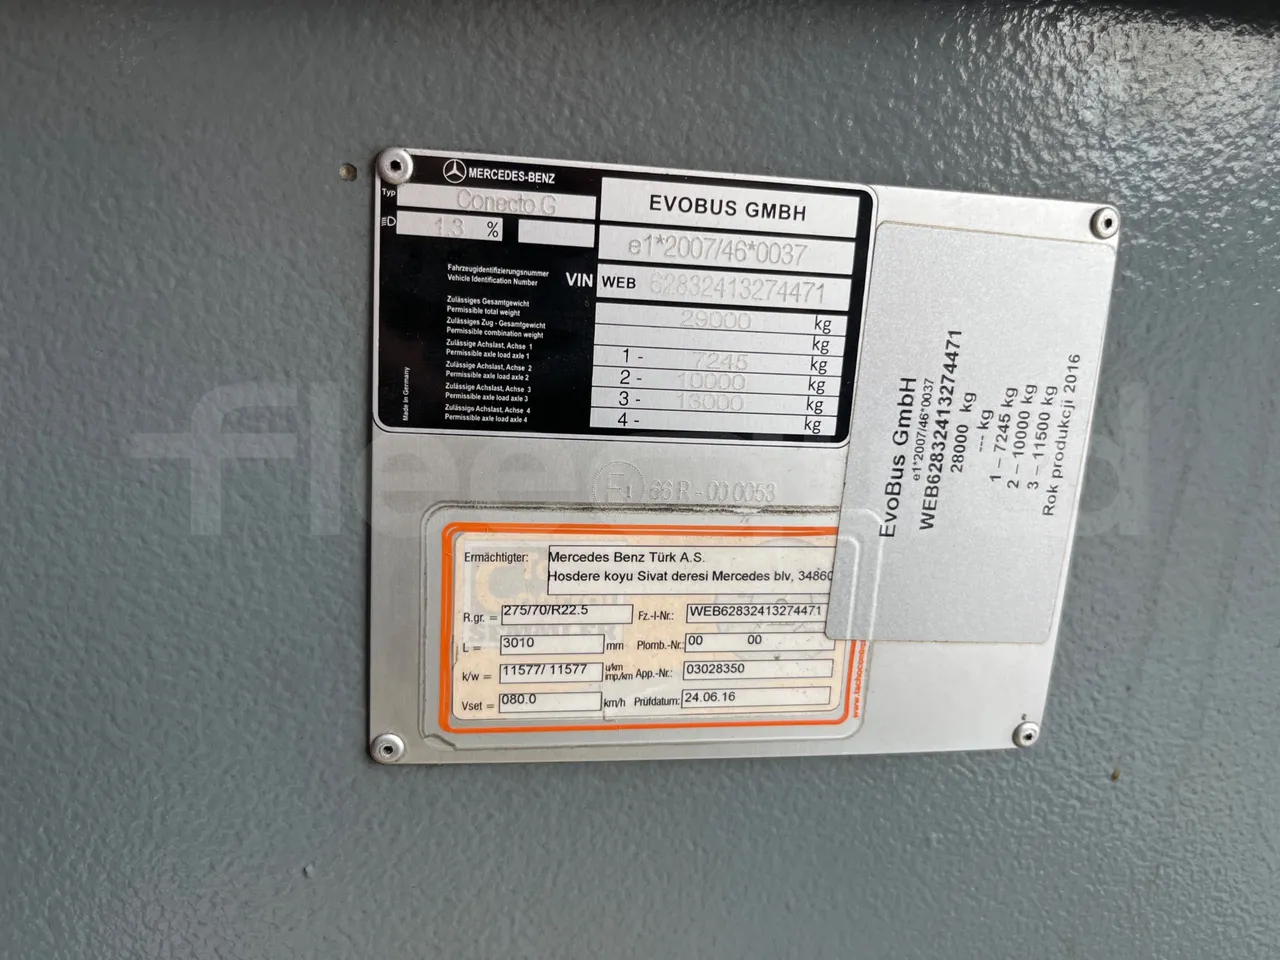 MERCEDES-BENZ
Typ Conecto G
EVOBUS GMBH
1.3 %
e1*2007/46*0037
Fahrzeugidentifizierungsnummer
Vehicle Identification Number
VIN WEB 62832413274471
Zulässiges Gesamtgewicht
Permissible total weight
29000 kg
Zulässiges Zug - Gesamtgewicht
Permissible combination weight
kg
Zulässige Achslast, Achse 1
Permissible axle load axle 1
1 - 7245 kg
Zulässige Achslast, Achse 2
Permissible axle load axle 2
2 - 10000 kg
Zulässige Achslast, Achse 3
Permissible axle load axle 3
3 - 13000 kg
Zulässige Achslast, Achse 4
Permissible axle load axle 4
4 - kg
Made in Germany
E1 66R-00 0053
EvoBus GmbH
e1*2007/46*0037
WEB62832413274471
28000 kg
--- kg
1 – 7245 kg
2 – 10000 kg
3 – 11500 kg
Rok produkcji 2016
Ermächtigter: Mercedes Benz Türk A.S.
Hosdere koyu Sivat deresi Mercedes blv, 34860
R.gr. = 275/70/R22.5 Fz.-I-Nr.: WEB62832413274471
L = 3010 mm Plomb.-Nr.: 00 00
k/w = 11577/ 11577 u/km imp./km App.-Nr.: 03028350
Vset = 080.0 km/h Prüfdatum: 24.06.16